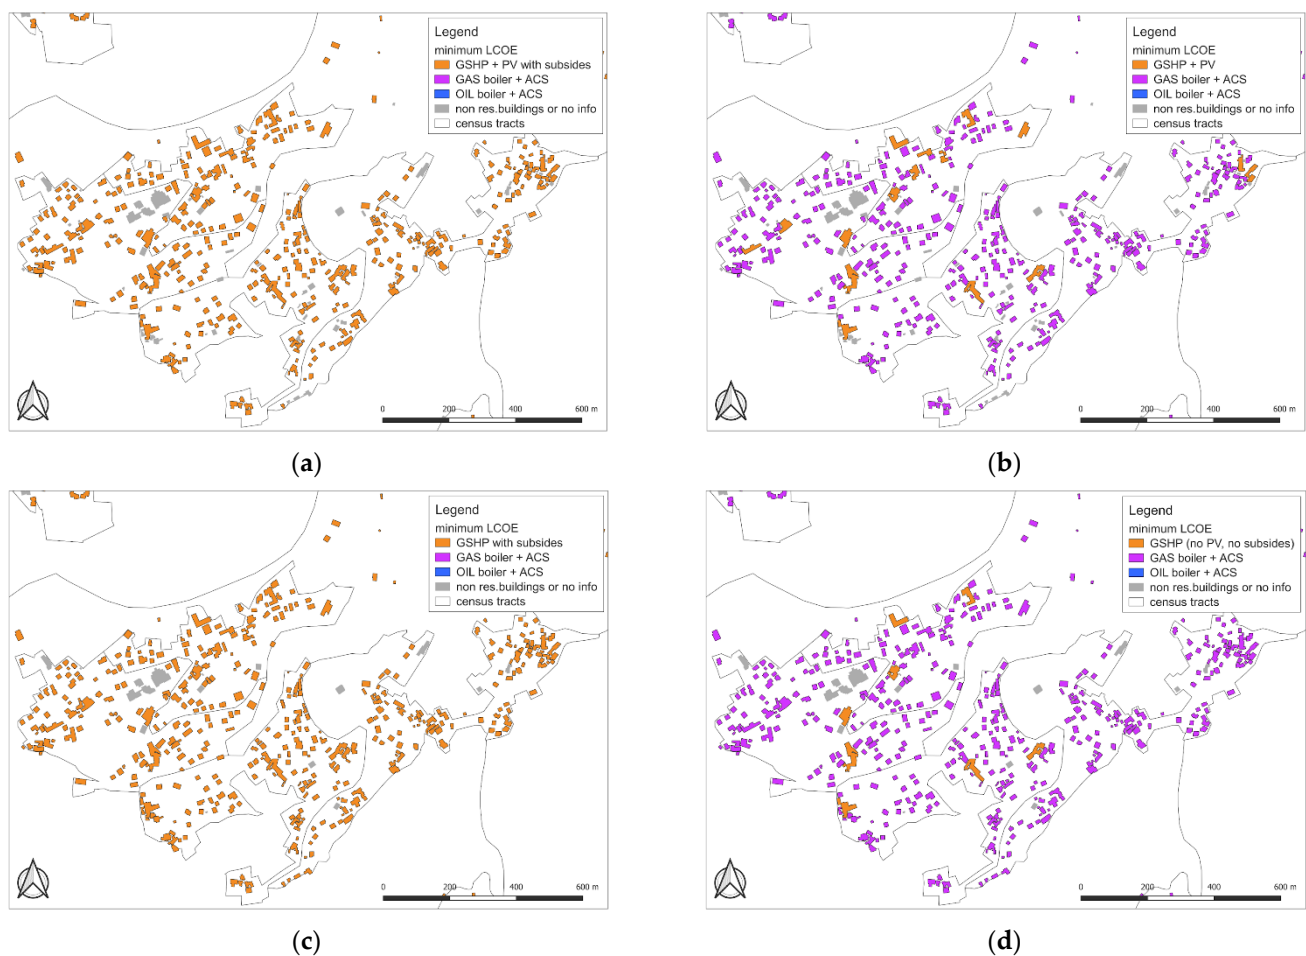 Legend
minimum LCOE
GSHP + PV with subsides
GAS boiler + ACS
OIL boiler + ACS
non res.buildings or no info
census tracts
0 200 400 600 m
(a)
Legend
minimum LCOE
GSHP + PV
GAS boiler + ACS
OIL boiler + ACS
non res.buildings or no info
census tracts
0 200 400 600 m
(b)
Legend
minimum LCOE
GSHP with subsides
GAS boiler + ACS
OIL boiler + ACS
non res.buildings or no info
census tracts
0 200 400 600 m
(c)
Legend
minimum LCOE
GSHP (no PV, no subsides)
GAS boiler + ACS
OIL boiler + ACS
non res.buildings or no info
census tracts
0 200 400 600 m
(d)